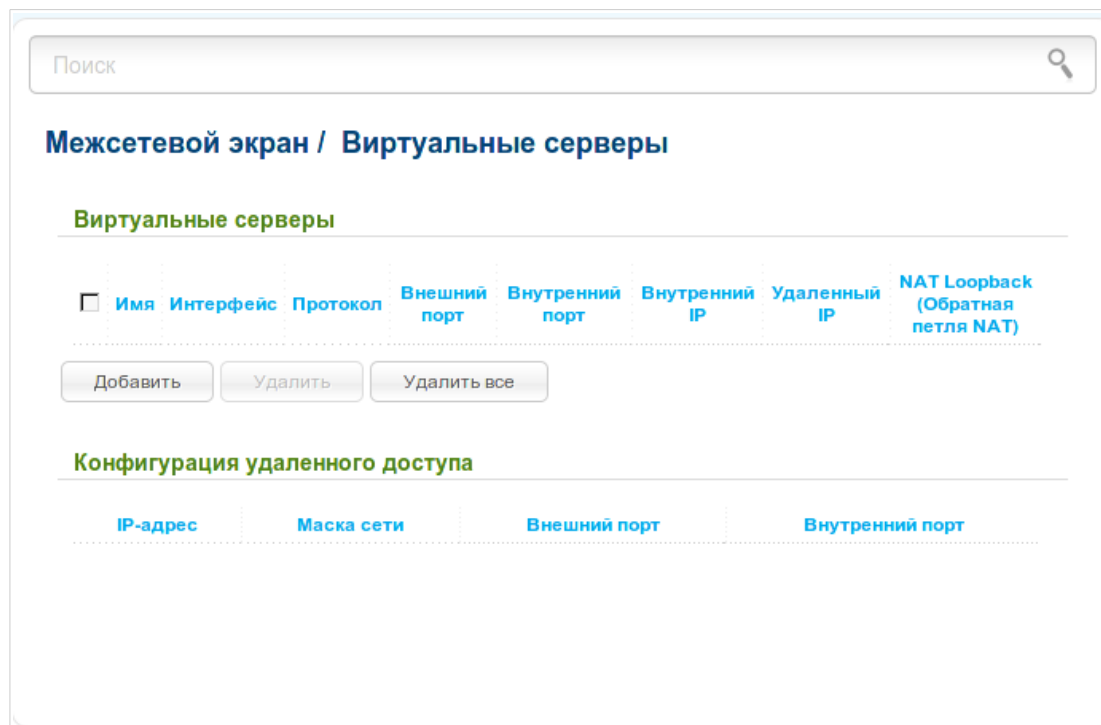 Поиск
Межсетевой экран / Виртуальные серверы
Виртуальные серверы
Имя Интерфейс Протокол Внешний порт Внутренний порт Внутренний IP Удаленный IP NAT Loopback (Обратная петля NAT)
Добавить Удалить Удалить все
Конфигурация удаленного доступа
IP-адрес Маска сети Внешний порт Внутренний порт